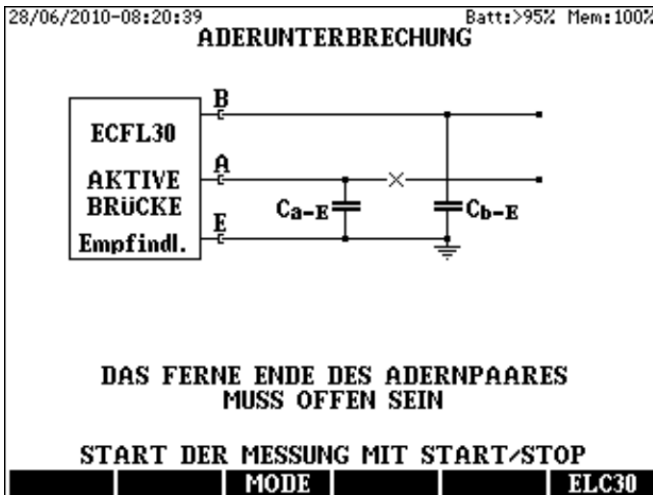 28/06/2010-08:20:39 Batt:>95% Mem:100%
ADERUNTERBRECHUNG
B
ECFL30
A
AKTIVE
BRüCKE
Ca-E
Cb-E
E
Empfindl.
DAS FERNE ENDE DES ADERNPAARES
MUSS OFFEN SEIN
START DER MESSUNG MIT START/STOP
MODE ELC30